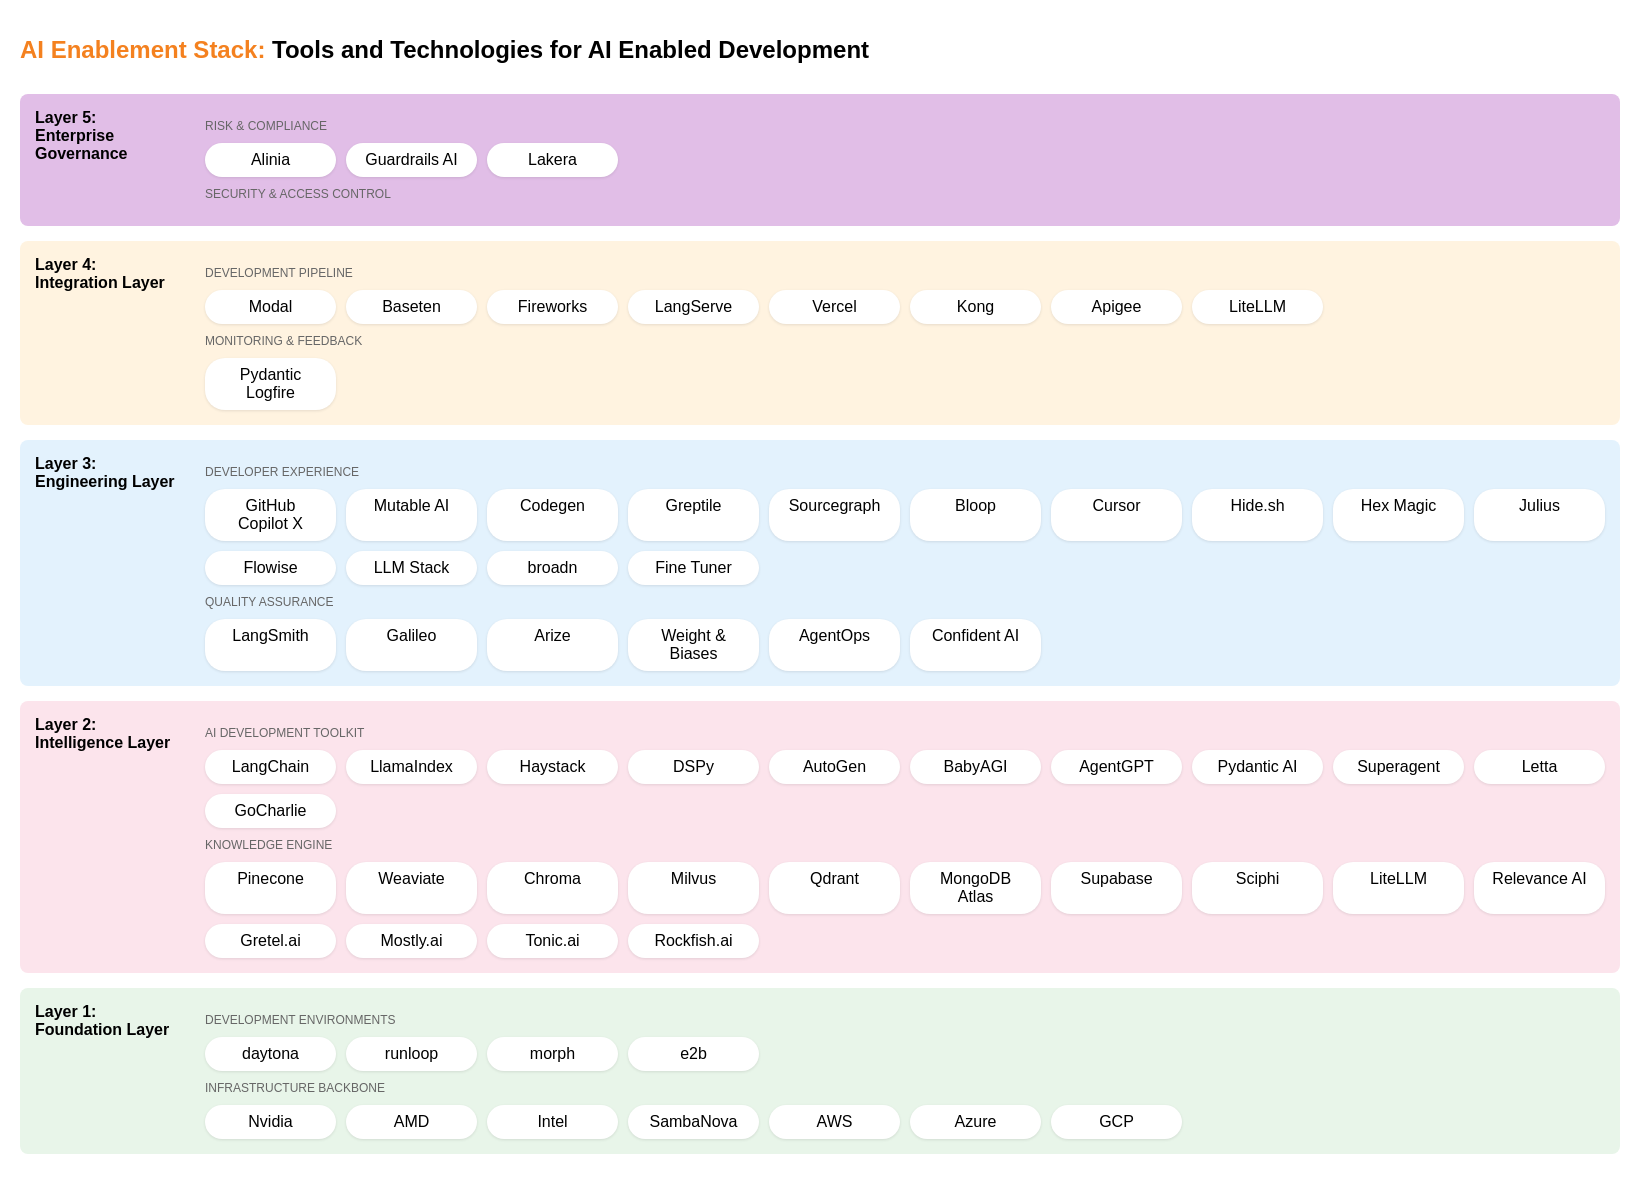 AI Enablement Stack: Tools and Technologies for AI Enabled Development
Layer 5:
Enterprise
Governance
RISK & COMPLIANCE
Alinia
Guardrails AI
Lakera
SECURITY & ACCESS CONTROL
Layer 4:
Integration Layer
DEVELOPMENT PIPELINE
Modal
Baseten
Fireworks
LangServe
Vercel
Kong
Apigee
LiteLLM
MONITORING & FEEDBACK
Pydantic
Logfire
Layer 3:
Engineering Layer
DEVELOPER EXPERIENCE
GitHub
Copilot X
Mutable AI
Codegen
Greptile
Sourcegraph
Bloop
Cursor
Hide.sh
Hex Magic
Julius
Flowise
LLM Stack
broadn
Fine Tuner
QUALITY ASSURANCE
LangSmith
Galileo
Arize
Weight &
Biases
AgentOps
Confident AI
Layer 2:
Intelligence Layer
AI DEVELOPMENT TOOLKIT
LangChain
LlamaIndex
Haystack
DSPy
AutoGen
BabyAGI
AgentGPT
Pydantic AI
Superagent
Letta
GoCharlie
KNOWLEDGE ENGINE
Pinecone
Weaviate
Chroma
Milvus
Qdrant
MongoDB
Atlas
Supabase
Sciphi
LiteLLM
Relevance AI
Gretel.ai
Mostly.ai
Tonic.ai
Rockfish.ai
Layer 1:
Foundation Layer
DEVELOPMENT ENVIRONMENTS
daytona
runloop
morph
e2b
INFRASTRUCTURE BACKBONE
Nvidia
AMD
Intel
SambaNova
AWS
Azure
GCP